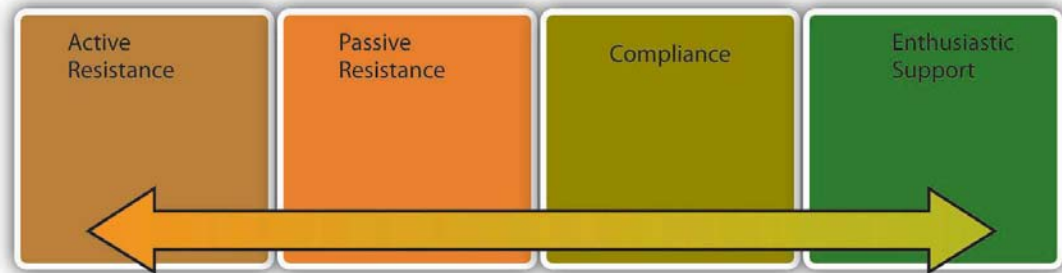 Active
Resistance
Passive
Resistance
Compliance
Enthusiastic
Support